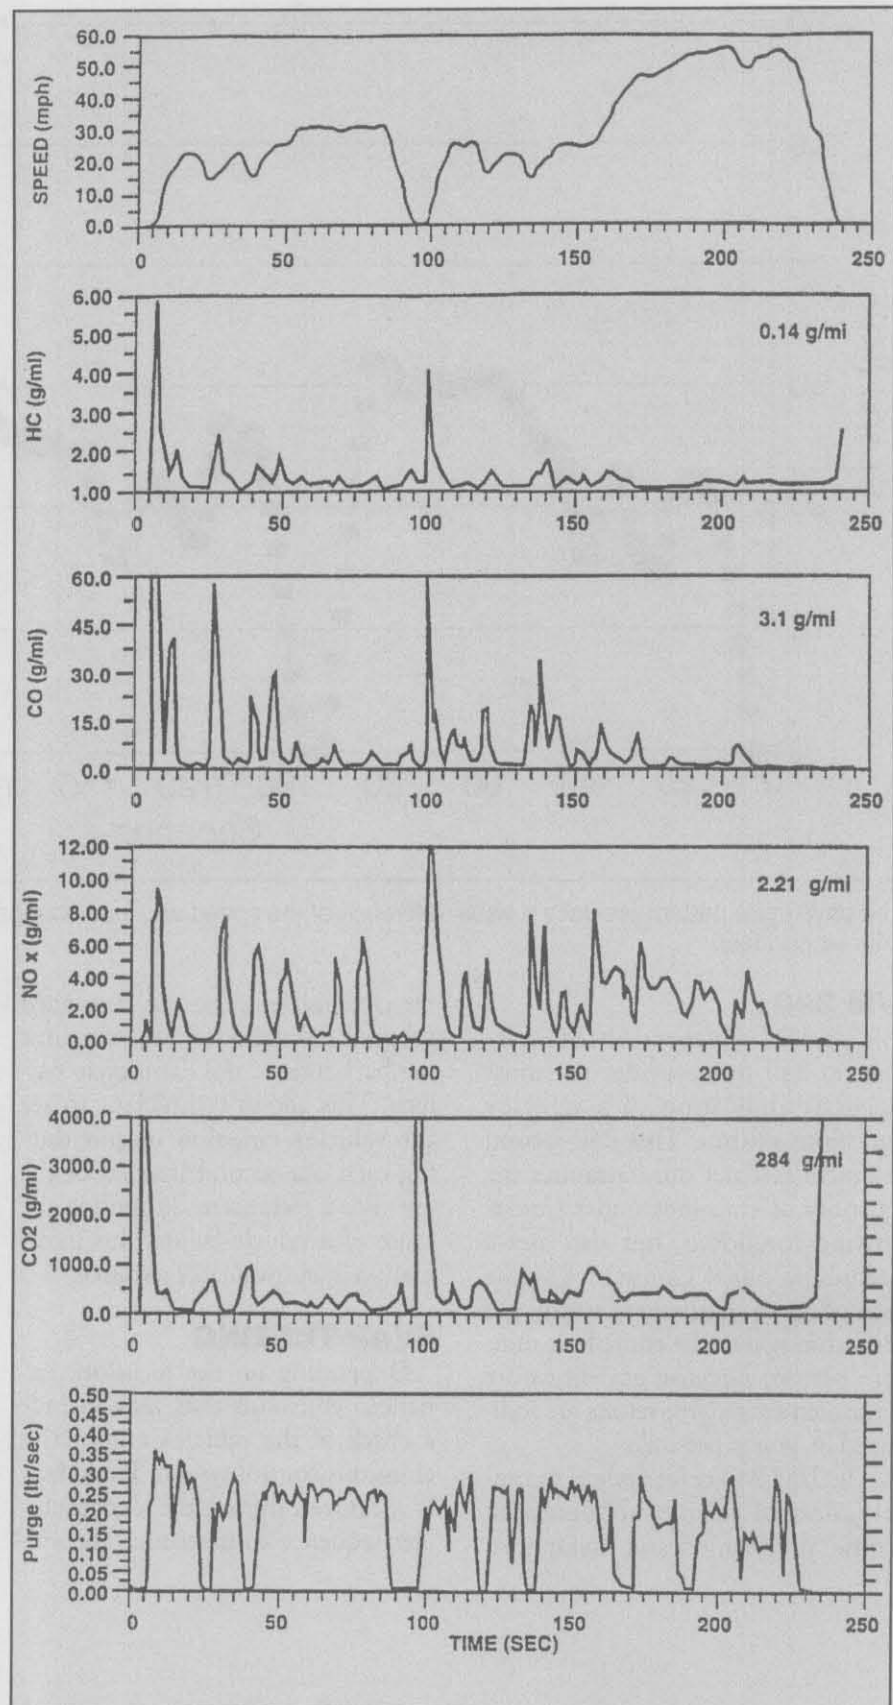 SPEED (mph)
60.0
50.0
40.0
30.0
20.0
10.0
0.0
0 50 100 150 200 250
HC (g/mi)
6.00
5.00
4.00
3.00
2.00
1.00
0.14 g/mi
0 50 100 150 200 250
CO (g/mi)
60.0
45.0
30.0
15.0
0.0
3.1 g/mi
0 50 100 150 200 250
NO x (g/mi)
12.00
10.00
8.00
6.00
4.00
2.00
0.00
2.21 g/mi
0 50 100 150 200 250
CO2 (g/mi)
4000.0
3000.0
2000.0
1000.0
0.0
284 g/mi
0 50 100 150 200 250
Purge (ltr/sec)
0.50
0.45
0.40
0.35
0.30
0.25
0.20
0.15
0.10
0.05
0.00
0 50 100 150 200 250
TIME (SEC)